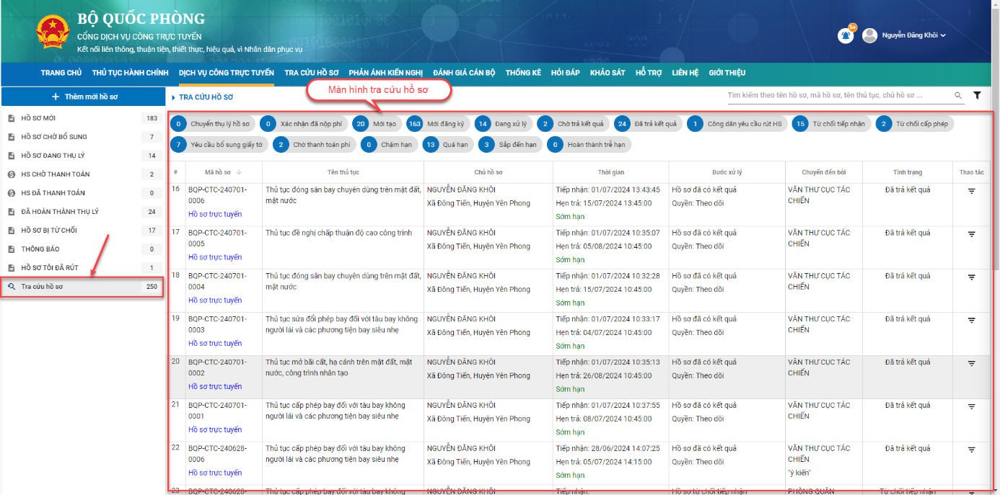 BỘ QUỐC PHÒNG
CỔNG DỊCH VỤ CÔNG TRỰC TUYẾN
Kết nối liên thông, thuận tiện, thiết thực, hiệu quả, vì Nhân dân phục vụ
5+
Nguyễn Đăng Khôi
TRANG CHỦ THỦ TỤC HÀNH CHÍNH DỊCH VỤ CÔNG TRỰC TUYẾN TRA CỨU HỒ SƠ PHẢN ÁNH KIẾN NGHỊ ĐÁNH GIÁ CÁN BỘ THỐNG KÊ HỎI ĐÁP KHẢO SÁT HỖ TRỢ LIÊN HỆ GIỚI THIỆU
Màn hình tra cứu hồ sơ
+ Thêm mới hồ sơ
HỒ SƠ MỚI 183
HỒ SƠ CHỜ BỔ SUNG 7
HỒ SƠ ĐANG THỤ LÝ 14
HS CHỜ THANH TOÁN 2
HS ĐÃ THANH TOÁN 0
ĐÃ HOÀN THÀNH THỤ LÝ 24
HỒ SƠ BỊ TỪ CHỐI 17
THÔNG BÁO 0
HỒ SƠ TÔI ĐÃ RÚT 1
Tra cứu hồ sơ 250
TRA CỨU HỒ SƠ
Tìm kiếm theo tên hồ sơ, mã hồ sơ, tên thủ tục, chủ hồ sơ ...
0 Chuyển thụ lý hồ sơ 0 Xác nhận đã nộp phí 20 Mới tạo 163 Mới đăng ký 14 Đang xử lý 2 Chờ trả kết quả 24 Đã trả kết quả 1 Công dân yêu cầu rút HS 15 Từ chối tiếp nhận 2 Từ chối cấp phép
7 Yêu cầu bổ sung giấy tờ 2 Chờ thanh toán phí 0 Chậm hạn 13 Quá hạn 3 Sắp đến hạn 0 Hoàn thành trễ hạn
# Mã hồ sơ Tên thủ tục Chủ hồ sơ Thời gian Bước xử lý Chuyển đến bởi Tình trạng Thao tác
16 BQP-CTC-240701- Thủ tục đóng sân bay chuyên dùng trên mặt đất, NGUYỄN ĐĂNG KHÔI Tiếp nhận: 01/07/2024 13:43:45 Hồ sơ đã có kết quả VĂN THƯ CỤC TÁC Đã trả kết quả
0006 mặt nước Xã Đông Tiến, Huyện Yên Phong Hẹn trả: 15/07/2024 13:45:00 Quyền: Theo dõi CHIẾN
Hồ sơ trực tuyến Sớm hạn
17 BQP-CTC-240701- Thủ tục đề nghị chấp thuận độ cao công trình NGUYỄN ĐĂNG KHÔI Tiếp nhận: 01/07/2024 10:35:07 Hồ sơ đã có kết quả VĂN THƯ CỤC TÁC Đã trả kết quả
0005 Xã Đông Tiến, Huyện Yên Phong Hẹn trả: 05/08/2024 10:45:00 Quyền: Theo dõi CHIẾN
Hồ sơ trực tuyến Sớm hạn
18 BQP-CTC-240701- Thủ tục đóng sân bay chuyên dùng trên mặt đất, NGUYỄN ĐĂNG KHÔI Tiếp nhận: 01/07/2024 10:32:28 Hồ sơ đã có kết quả VĂN THƯ CỤC TÁC Đã trả kết quả
0004 mặt nước Xã Đông Tiến, Huyện Yên Phong Hẹn trả: 15/07/2024 10:45:00 Quyền: Theo dõi CHIẾN
Hồ sơ trực tuyến Sớm hạn
19 BQP-CTC-240701- Thủ tục sửa đổi phép bay đối với tàu bay không NGUYỄN ĐĂNG KHÔI Tiếp nhận: 01/07/2024 10:33:17 Hồ sơ đã có kết quả VĂN THƯ CỤC TÁC Đã trả kết quả
0003 người lái và các phương tiện bay siêu nhẹ Xã Đông Tiến, Huyện Yên Phong Hẹn trả: 04/07/2024 10:45:00 Quyền: Theo dõi CHIẾN
Hồ sơ trực tuyến Sớm hạn
20 BQP-CTC-240701- Thủ tục mở bãi cất, hạ cánh trên mặt đất, mặt NGUYỄN ĐĂNG KHÔI Tiếp nhận: 01/07/2024 10:35:13 Hồ sơ đã có kết quả VĂN THƯ CỤC TÁC Đã trả kết quả
0002 nước, công trình nhân tạo Xã Đông Tiến, Huyện Yên Phong Hẹn trả: 26/08/2024 10:45:00 Quyền: Theo dõi CHIẾN
Hồ sơ trực tuyến Sớm hạn
21 BQP-CTC-240701- Thủ tục cấp phép bay đối với tàu bay không NGUYỄN ĐĂNG KHÔI Tiếp nhận: 01/07/2024 10:37:55 Hồ sơ đã có kết quả VĂN THƯ CỤC TÁC Đã trả kết quả
0001 người lái và các phương tiện bay siêu nhẹ Xã Đông Tiến, Huyện Yên Phong Hẹn trả: 08/07/2024 10:45:00 Quyền: Theo dõi CHIẾN
Hồ sơ trực tuyến Sớm hạn
22 BQP-CTC-240628- Thủ tục cấp phép bay đối với tàu bay không NGUYỄN ĐĂNG KHÔI Tiếp nhận: 28/06/2024 14:07:25 Hồ sơ đã có kết quả VĂN THƯ CỤC TÁC Đã trả kết quả
0006 người lái và các phương tiện bay siêu nhẹ Xã Đông Tiến, Huyện Yên Phong Hẹn trả: 05/07/2024 14:15:00 Quyền: Theo dõi CHIẾN
Hồ sơ trực tuyến Sớm hạn "ý kiến"
23 BQP-CTC-240628- Thủ tục cấp phép bay đối với tàu bay không NGUYỄN ĐĂNG KHÔI Tiếp nhận: Hồ sơ từ chối tiếp nhận PHÒNG QUÂN Từ chối tiếp nhận